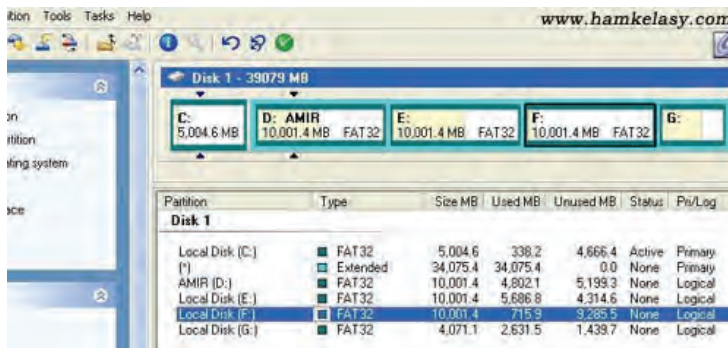 ition Tools Tasks Help
www.hamkelasy.com
Disk 1 - 39079 MB
C: D: AMIR E: F: G:
5,004.6 MB 10,001.4 MB FAT32 10,001.4 MB FAT32 10,001.4 MB FAT32
on
rtition
ating system
ace
Partition Type Size MB Used MB Unused MB Status Pri/Log
Disk 1
Local Disk (C:) FAT32 5,004.6 338.2 4,666.4 Active Primary
(*) Extended 34,075.4 34,075.4 0.0 None Primary
AMIR (D:) FAT32 10,001.4 4,802.1 5,199.3 None Logical
Local Disk (E:) FAT32 10,001.4 5,686.8 4,314.6 None Logical
Local Disk (F:) FAT32 10,001.4 715.9 9,285.5 None Logical
Local Disk (G:) FAT32 4,071.1 2,631.5 1,439.7 None Logical